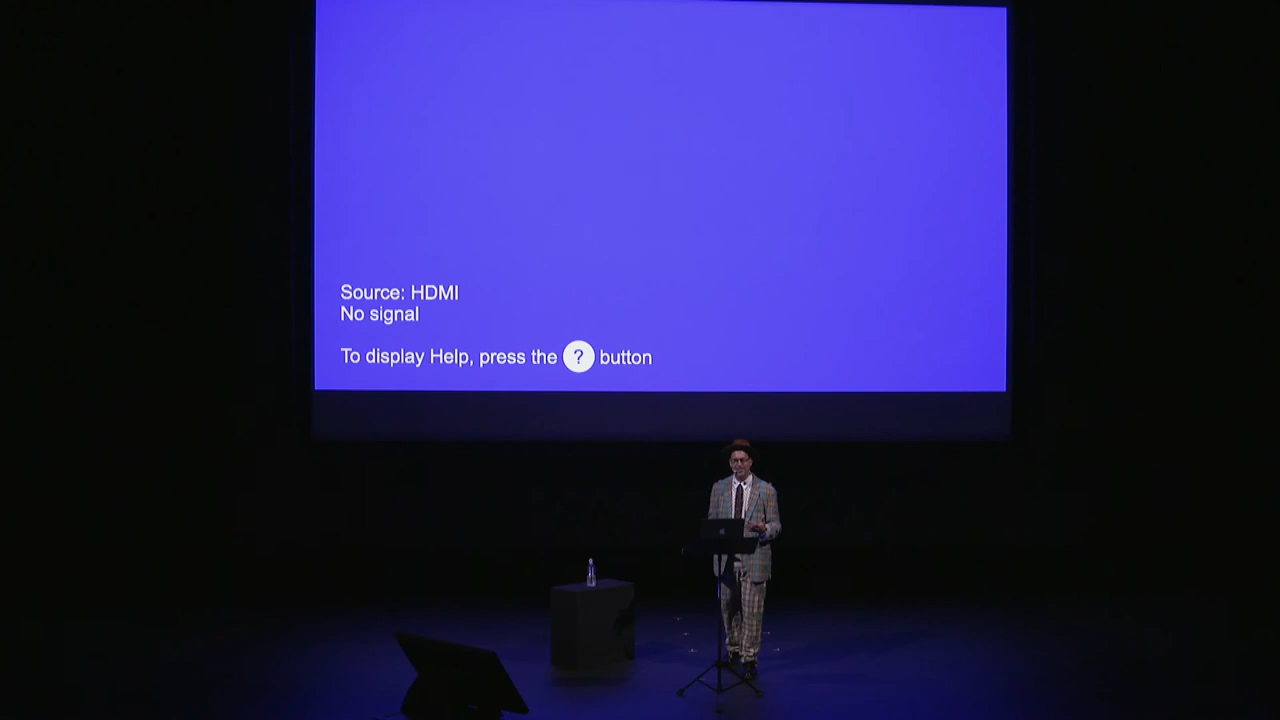 Source: HDMI
No signal
To display Help, press the ? button